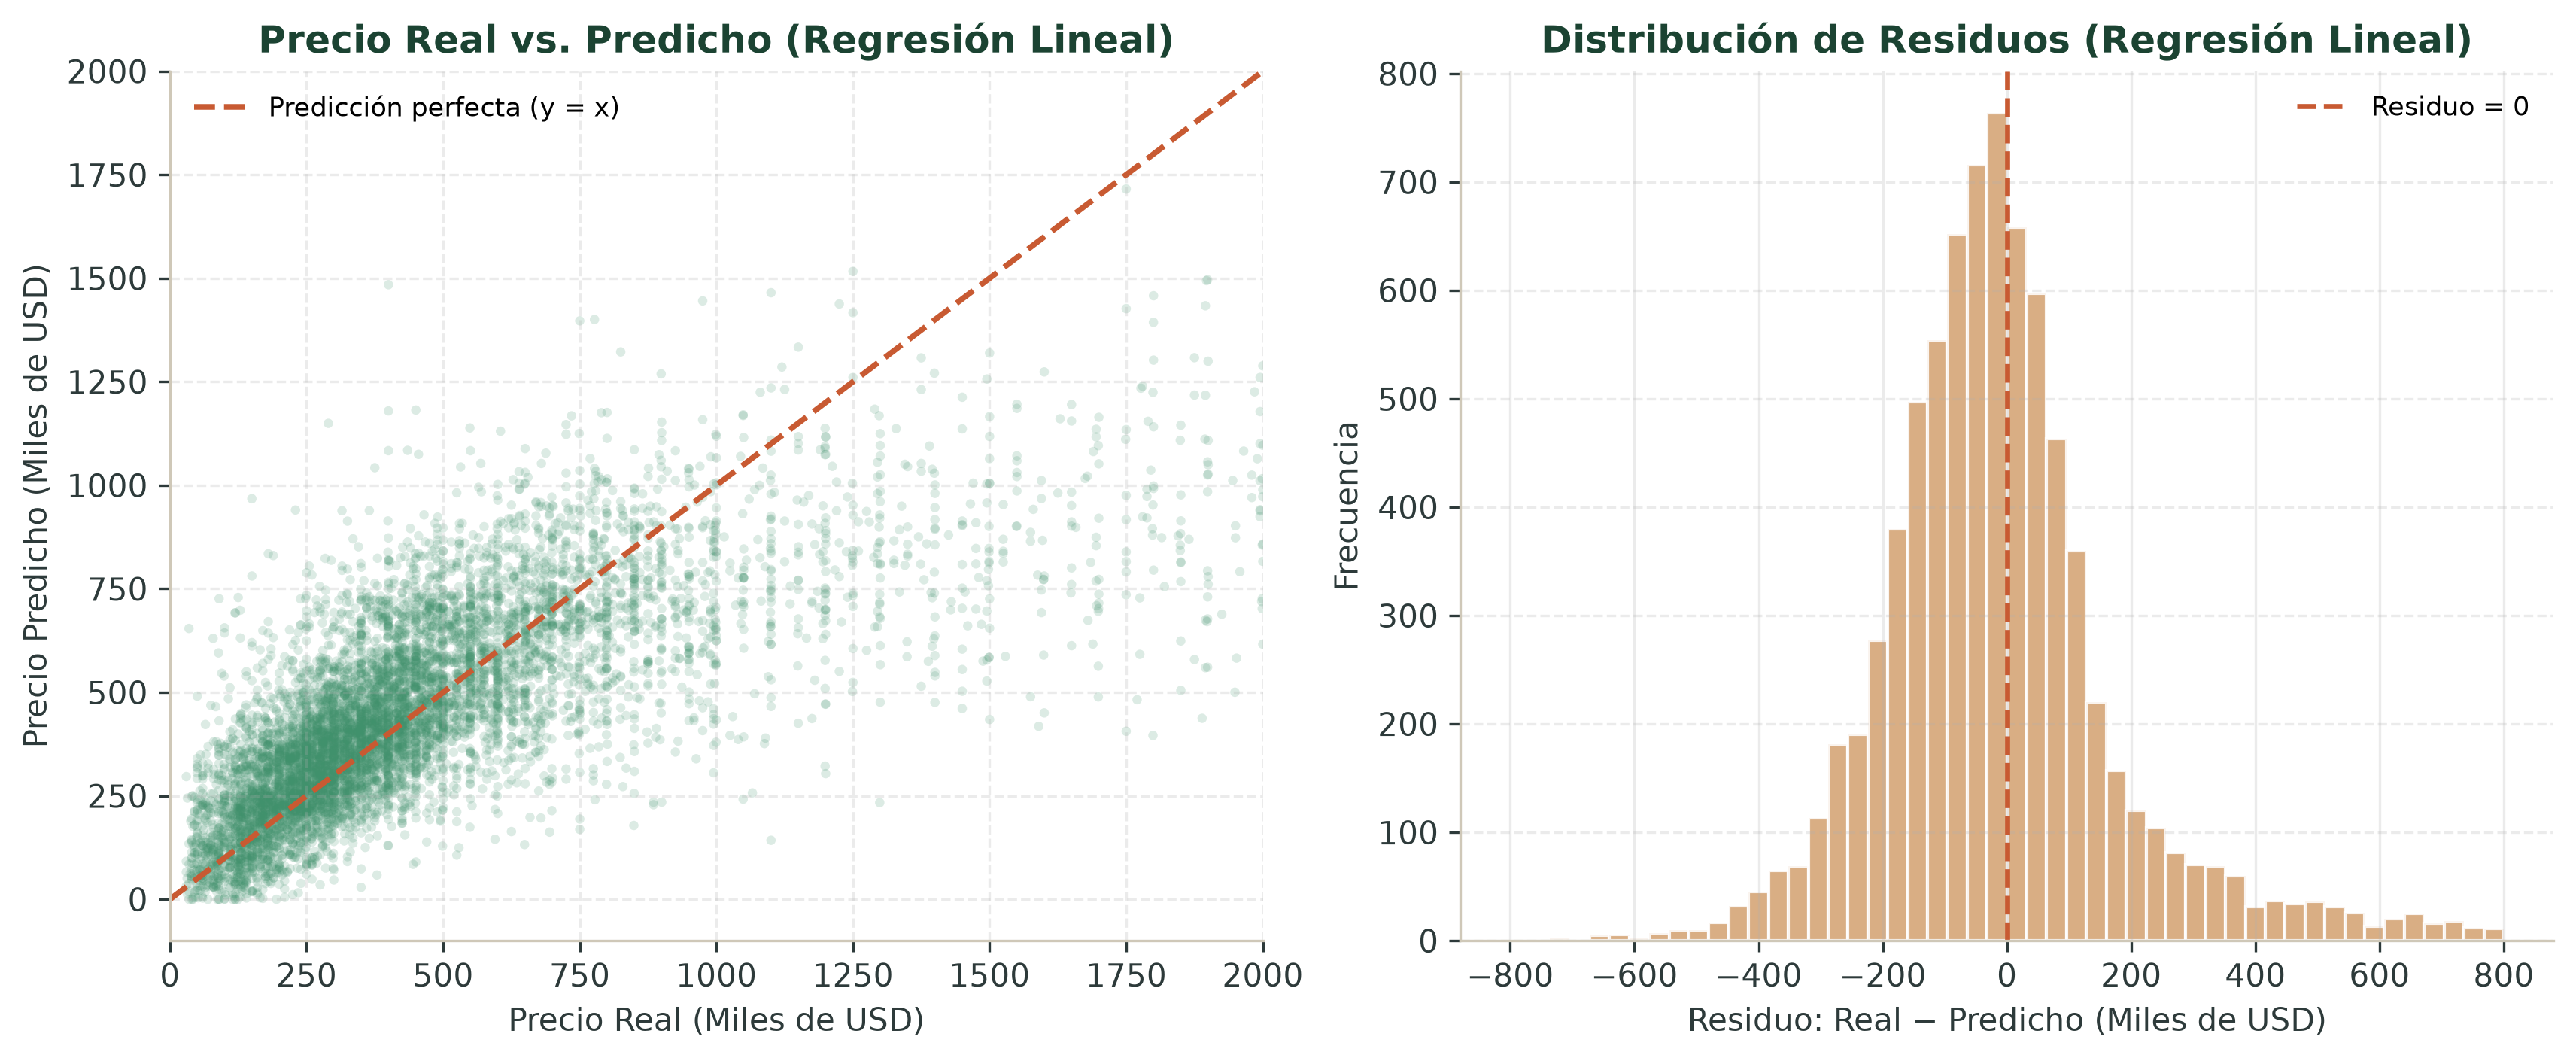 Precio Real vs. Predicho (Regresión Lineal)
Predicción perfecta (y = x)
Precio Predicho (Miles de USD)
2000
1750
1500
1250
1000
750
500
250
0
0 250 500 750 1000 1250 1500 1750 2000
Precio Real (Miles de USD)
Distribución de Residuos (Regresión Lineal)
Residuo = 0
Frecuencia
800
700
600
500
400
300
200
100
0
−800 −600 −400 −200 0 200 400 600 800
Residuo: Real − Predicho (Miles de USD)